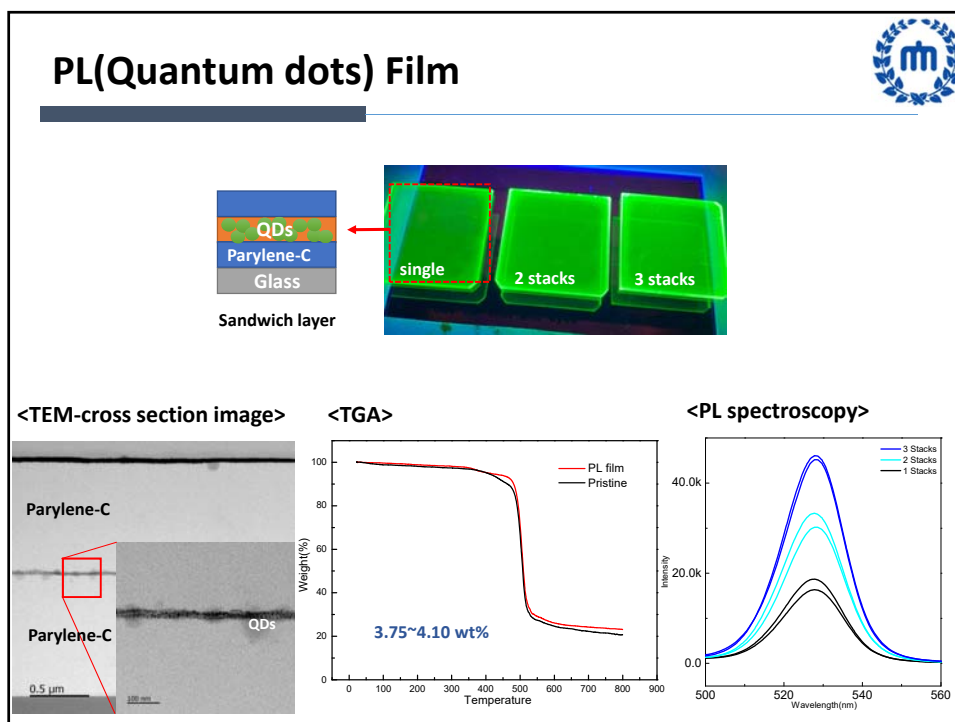 PL(Quantum dots) Film
QDs
Parylene-C
Glass
Sandwich layer
single
2 stacks
3 stacks
<TEM-cross section image>
Parylene-C
Parylene-C
0.5 µm
QDs
100 nm
<TGA>
PL film
Pristine
Weight(%)
100
80
60
40
20
0
3.75~4.10 wt%
0 100 200 300 400 500 600 700 800 900
Temperature
<PL spectroscopy>
3 Stacks
2 Stacks
1 Stacks
Intensity
40.0k
20.0k
0.0
500 520 540 560
Wavelength(nm)